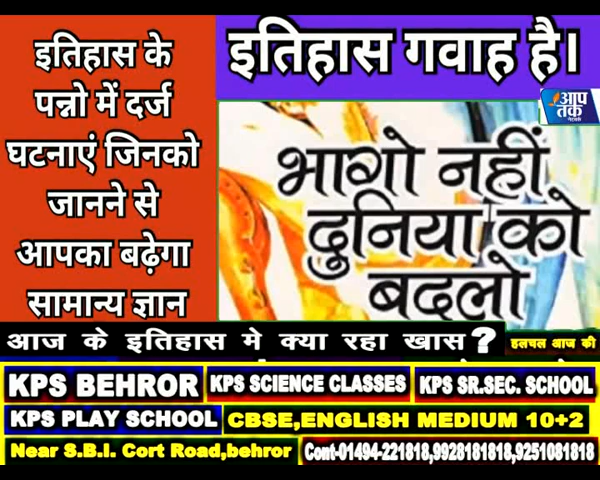 इतिहास के
पन्नो में दर्ज
घटनाएं जिनको
जानने से
आपका बढ़ेगा
सामान्य ज्ञान
इतिहास गवाह है।
आप
तक
भागो नहीं
दुनिया को
बदलो
आज के इतिहास मे क्या रहा खास?
हलचल आज की
KPS BEHROR KPS SCIENCE CLASSES KPS SR.SEC. SCHOOL
KPS PLAY SCHOOL CBSE,ENGLISH MEDIUM 10+2
Near S.B.I. Cort Road,behror Cont-01494-221818,9928181818,9251081818